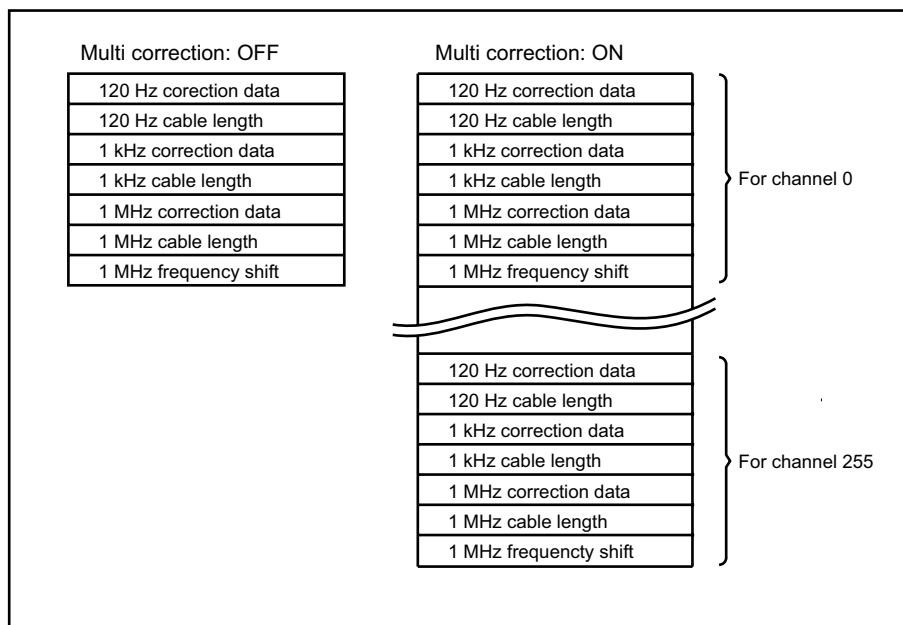 Multi correction: OFF
120 Hz corection data
120 Hz cable length
1 kHz correction data
1 kHz cable length
1 MHz correction data
1 MHz cable length
1 MHz frequency shift
Multi correction: ON
120 Hz correction data
120 Hz cable length
1 kHz correction data
1 kHz cable length
1 MHz correction data
1 MHz cable length
1 MHz frequency shift
For channel 0
120 Hz correction data
120 Hz cable length
1 kHz correction data
1 kHz cable length
1 MHz correction data
1 MHz cable length
1 MHz frequencty shift
For channel 255